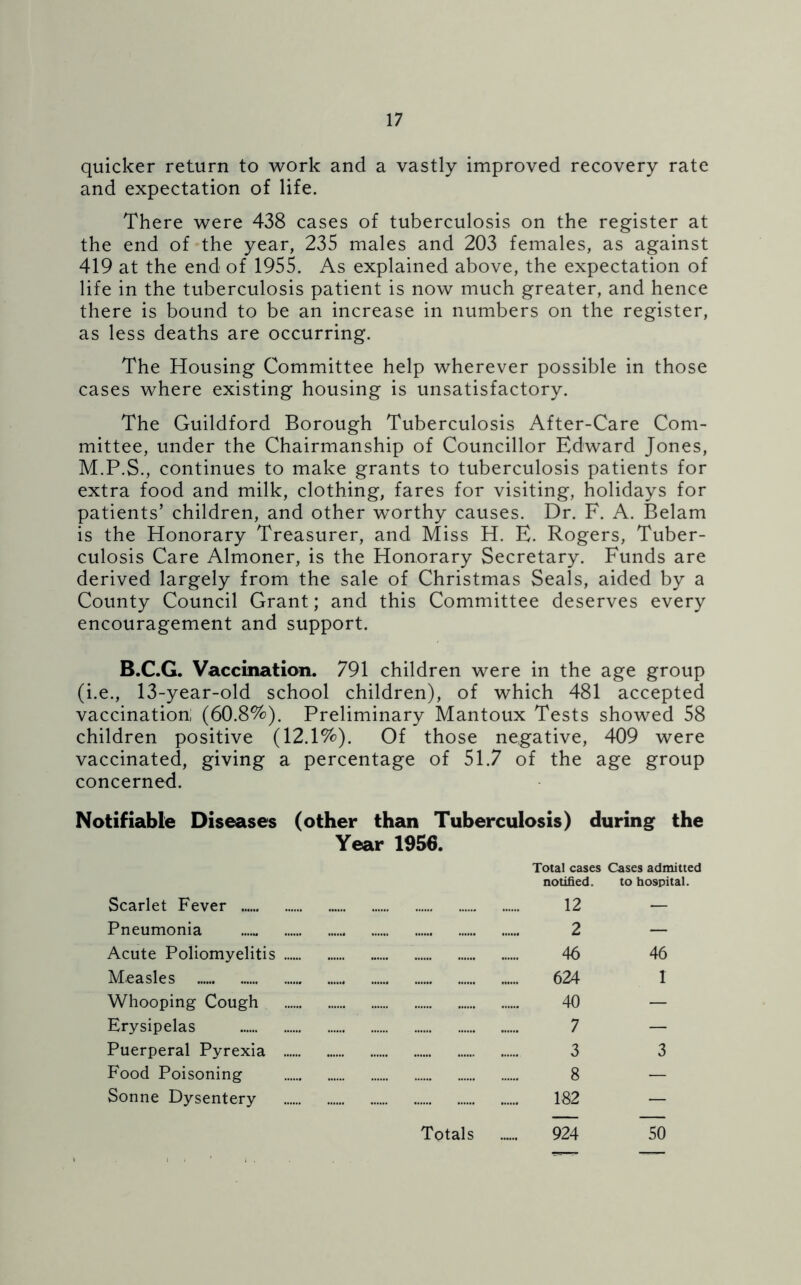 17
quicker return to work and a vastly improved recovery rate
and expectation of life.
There were 438 cases of tuberculosis on the register at
the end of the year, 235 males and 203 females, as against
419 at the end of 1955. As explained above, the expectation of
life in the tuberculosis patient is now much greater, and hence
there is bound to be an increase in numbers on the register,
as less deaths are occurring.
The Housing Committee help wherever possible in those
cases where existing housing is unsatisfactory.
The Guildford Borough Tuberculosis After-Care Com-
mittee, under the Chairmanship of Councillor Edward Jones,
M.P.S., continues to make grants to tuberculosis patients for
extra food and milk, clothing, fares for visiting, holidays for
patients' children, and other worthy causes. Dr. F. A. Belam
is the Honorary Treasurer, and Miss H. E. Rogers, Tuber-
culosis Care Almoner, is the Honorary Secretary. Funds are
derived largely from the sale of Christmas Seals, aided by a
County Council Grant; and this Committee deserves every
encouragement and support.
B.C.G. Vaccination. 791 children were in the age group
(i.e., 13-year-old school children), of which 481 accepted
vaccination (60.8%). Preliminary Mantoux Tests showed 58
children positive (12.1%). Of those negative, 409 were
vaccinated, giving a percentage of 51.7 of the age group
concerned.
Notifiable Diseases (other than Tuberculosis) during the
Year 1956.
Total cases Cases admitted
notified. to hospital.
Scarlet Fever ...... ...... ...... ...... ...... ...... ...... 12 —
Pneumonia ...... ...... ...... ...... ...... ...... ...... 2 —
Acute Poliomyelitis ...... ...... ...... ...... ...... ...... 46 46
Measles ...... ...... ...... ...... ...... ...... ...... ...... 624 1
Whooping Cough ...... ...... ...... ...... ...... ...... 40 —
Erysipelas ...... ...... ...... ...... ...... ...... ...... 7 —
Puerperal Pyrexia ...... ...... ...... ...... ...... ...... 3 3
Food Poisoning ...... ...... ...... ...... ...... ...... 8 —
Sonne Dysentery ...... ...... ...... ...... ...... ...... 182 —
Totals ...... 924 50